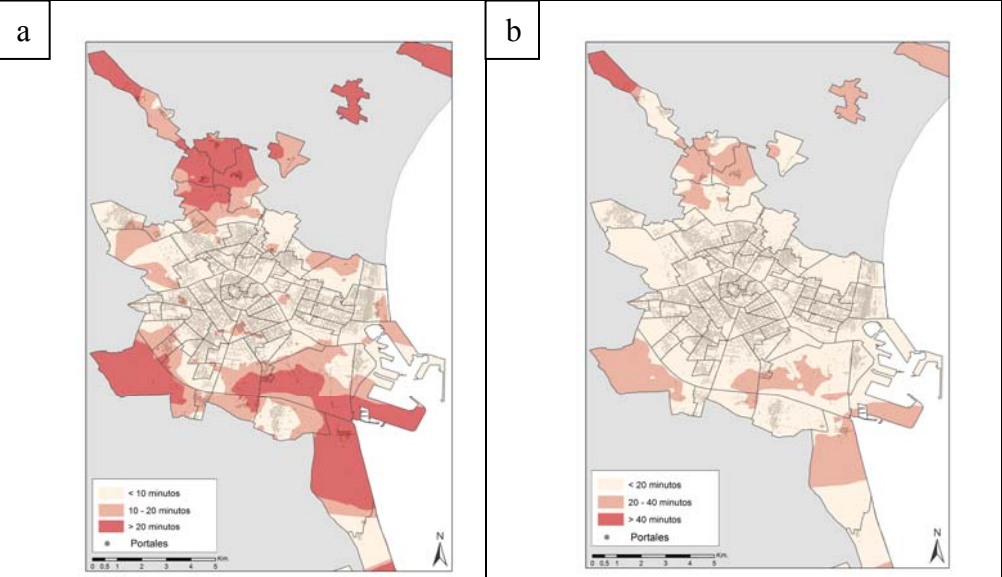 a
< 10 minutos
10 - 20 minutos
> 20 minutos
Portales
0 0,5 1 2 3 4 5 Km.
N
b
< 20 minutos
20 - 40 minutos
> 40 minutos
Portales
0 0,5 1 2 3 4 5 Km.
N